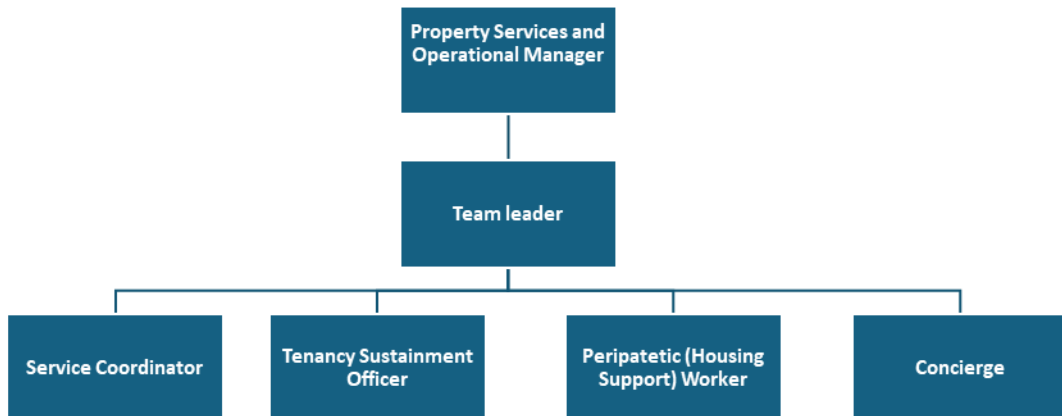 Property Services and
Operational Manager
Team leader
Service Coordinator
Tenancy Sustainment
Officer
Peripatetic (Housing
Support) Worker
Concierge